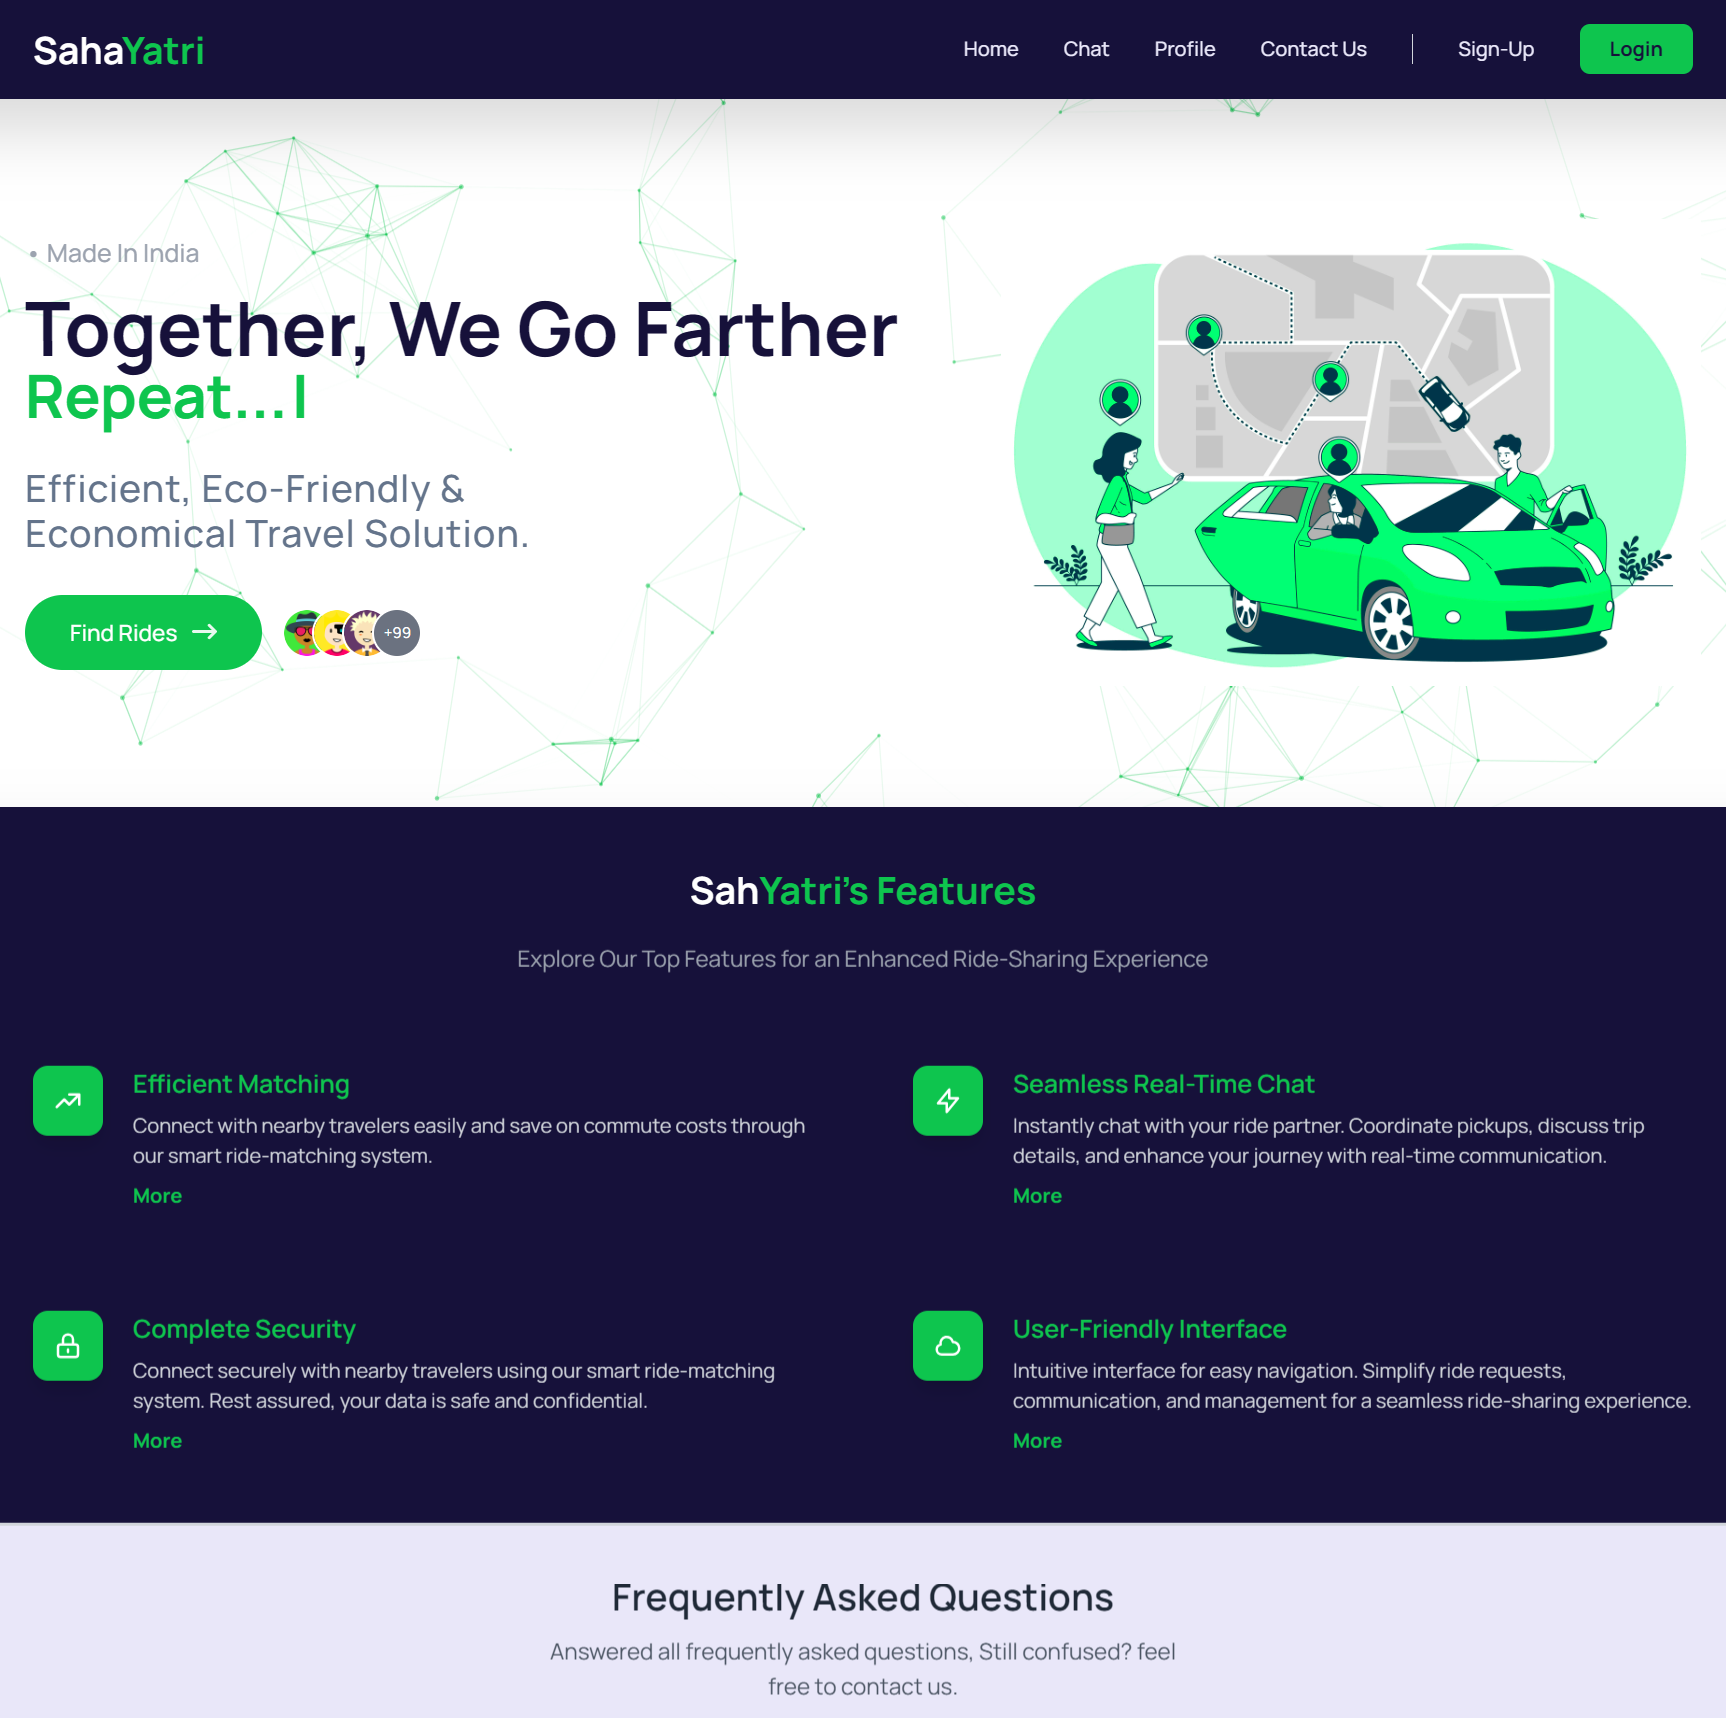 SahaYatri
Home Chat Profile Contact Us Sign-Up Login
• Made In India
Together, We Go Farther
Repeat...|
Efficient, Eco-Friendly &
Economical Travel Solution.
Find Rides → +99
SahYatri's Features
Explore Our Top Features for an Enhanced Ride-Sharing Experience
Efficient Matching
Connect with nearby travelers easily and save on commute costs through
our smart ride-matching system.
More
Seamless Real-Time Chat
Instantly chat with your ride partner. Coordinate pickups, discuss trip
details, and enhance your journey with real-time communication.
More
Complete Security
Connect securely with nearby travelers using our smart ride-matching
system. Rest assured, your data is safe and confidential.
More
User-Friendly Interface
Intuitive interface for easy navigation. Simplify ride requests,
communication, and management for a seamless ride-sharing experience.
More
Frequently Asked Questions
Answered all frequently asked questions, Still confused? feel
free to contact us.